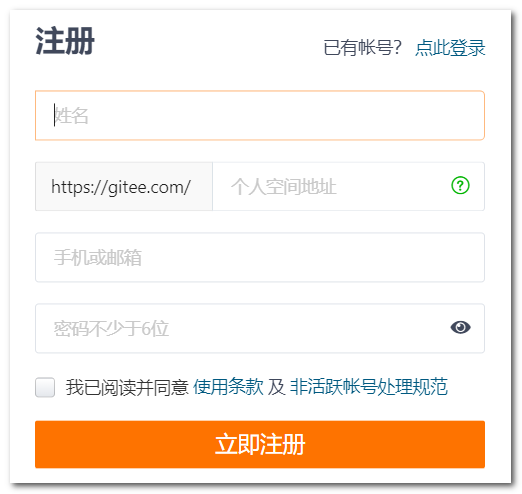 注册
已有帐号? 点此登录
姓名
https://gitee.com/ 个人空间地址
手机或邮箱
密码不少于6位
我已阅读并同意 使用条款 及 非活跃帐号处理规范
立即注册